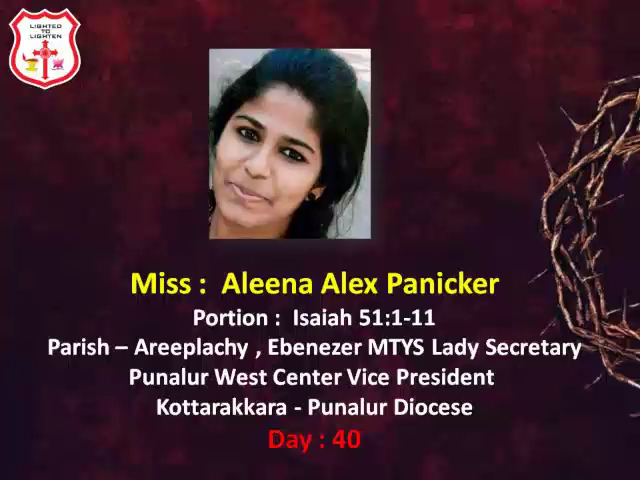 LIGHTED
TO
LIGHTEN
Miss :  Aleena Alex Panicker
Portion :  Isaiah 51:1-11
Parish – Areeplachy , Ebenezer MTYS Lady Secretary
Punalur West Center Vice President
Kottarakkara - Punalur Diocese
Day : 40